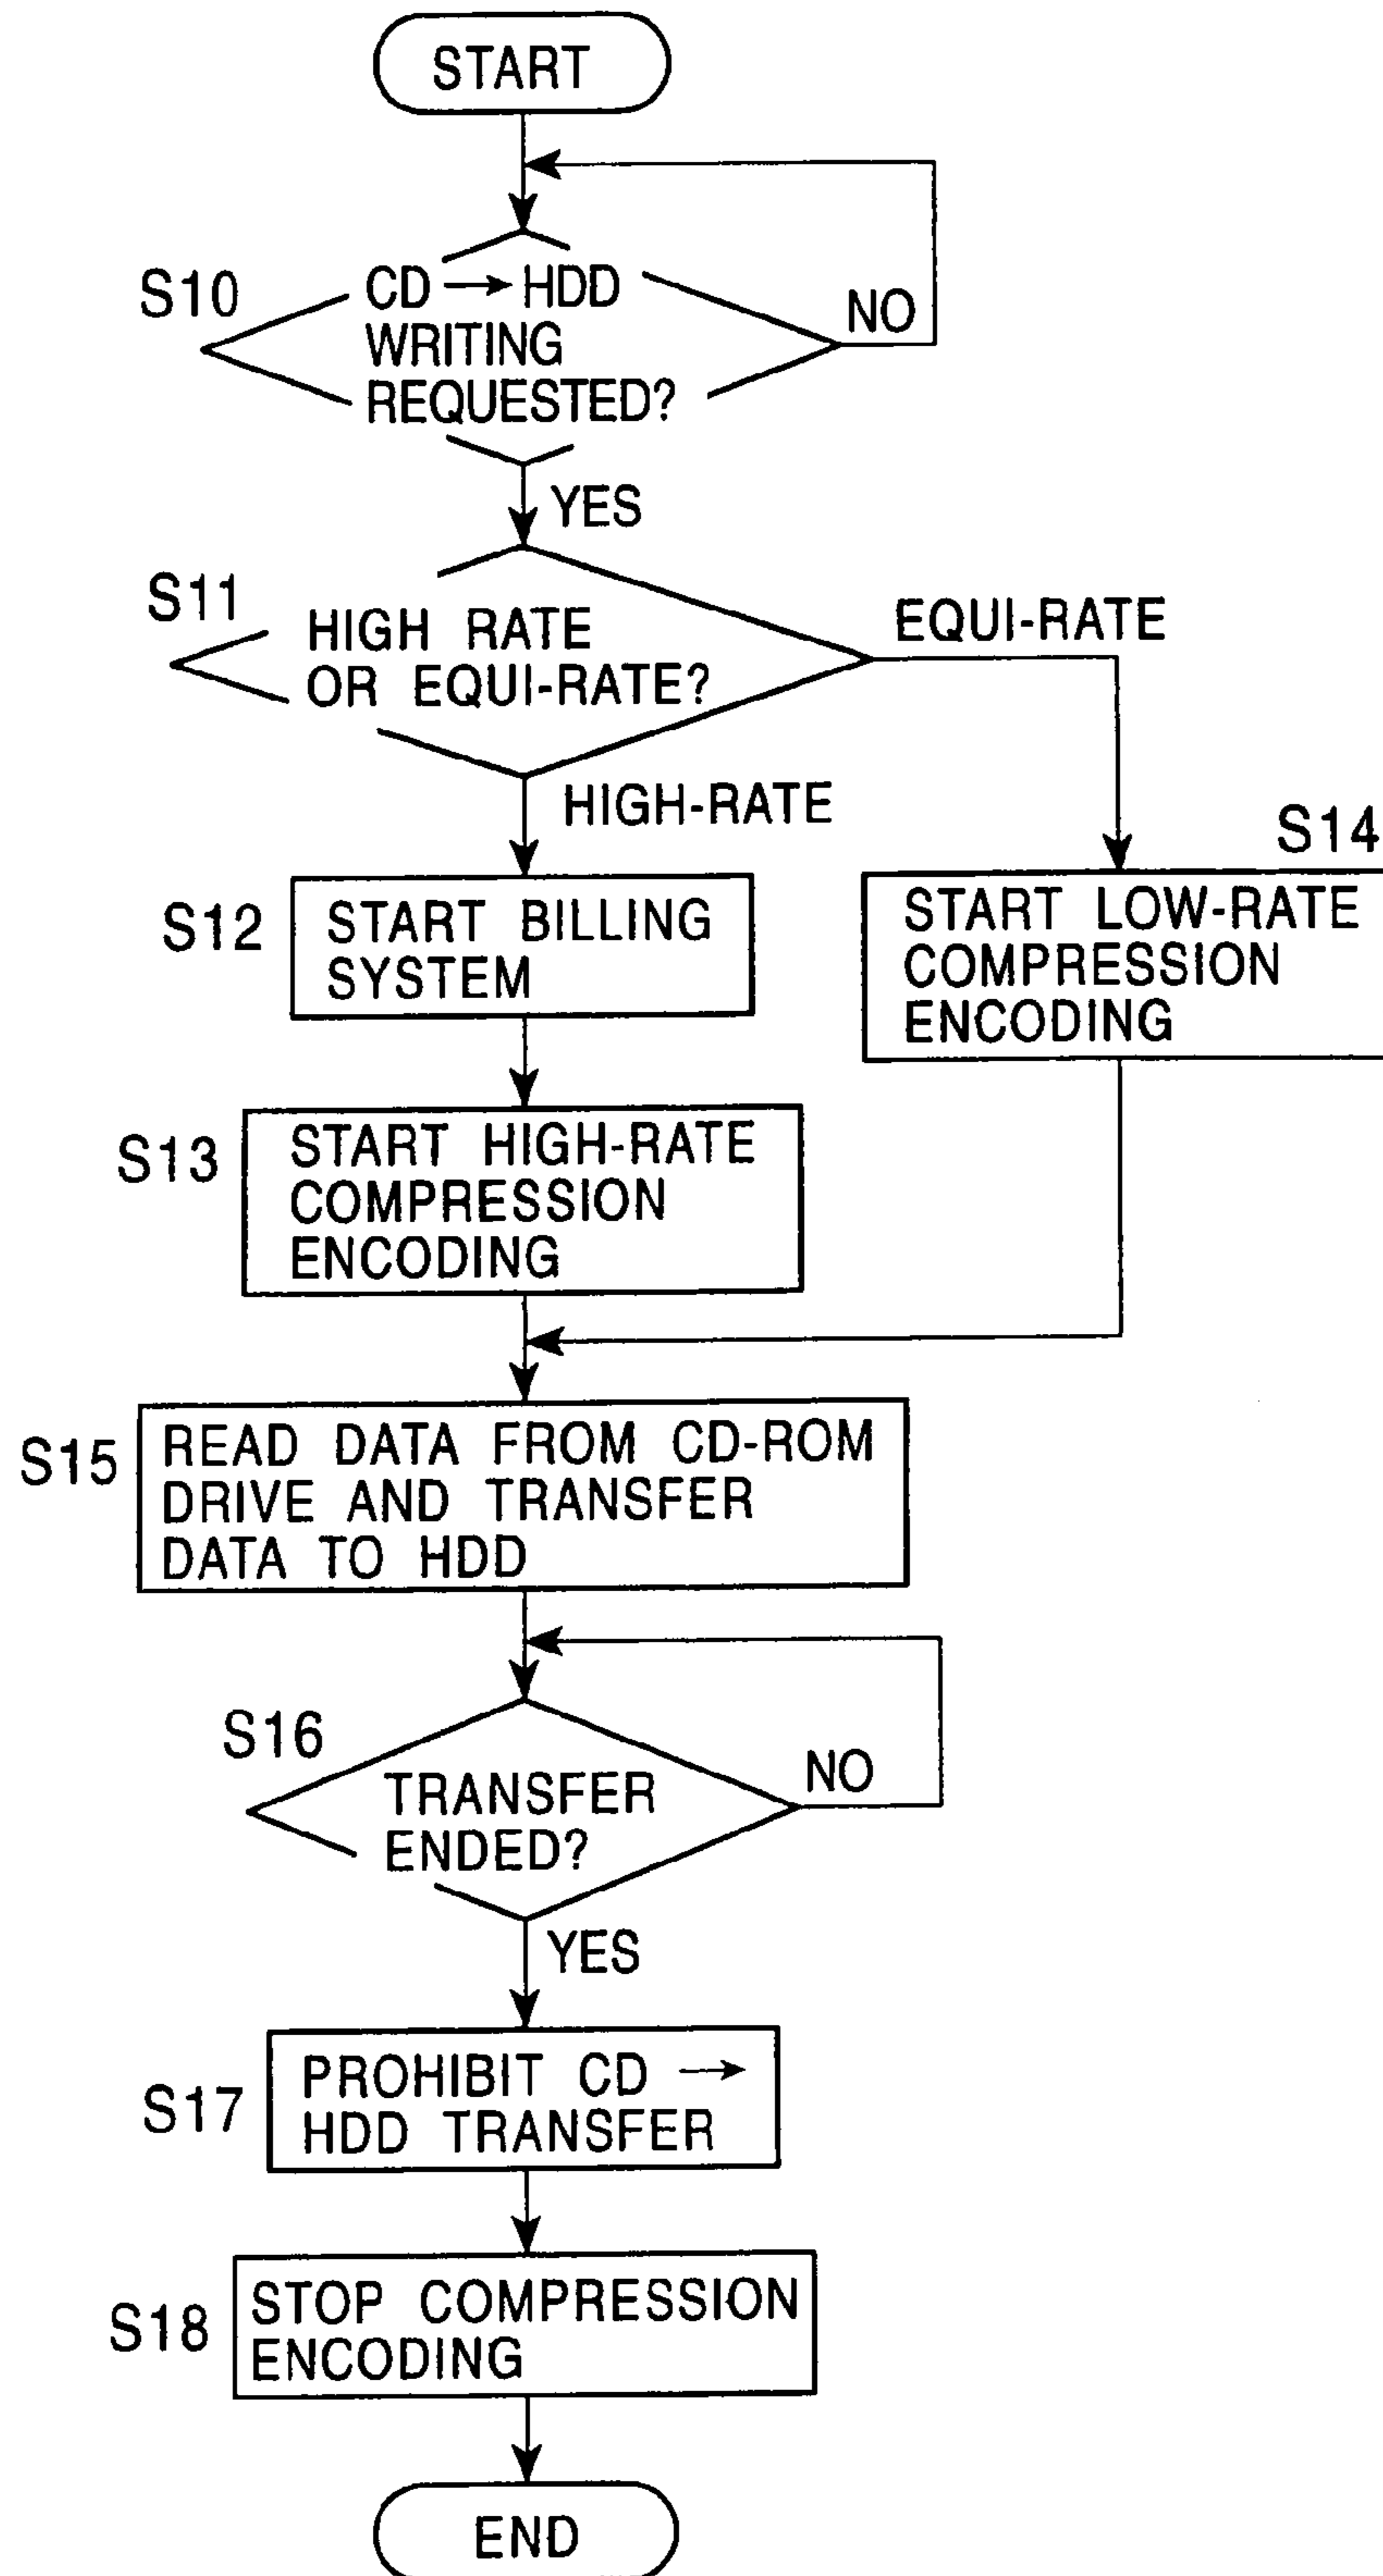 START
S10
CD → HDD
WRITING
REQUESTED?
NO
YES
S11
HIGH RATE
OR EQUI-RATE?
EQUI-RATE
HIGH-RATE
S12
START BILLING
SYSTEM
S14
START LOW-RATE
COMPRESSION
ENCODING
S13
START HIGH-RATE
COMPRESSION
ENCODING
S15
READ DATA FROM CD-ROM
DRIVE AND TRANSFER
DATA TO HDD
S16
TRANSFER
ENDED?
NO
YES
S17
PROHIBIT CD →
HDD TRANSFER
S18
STOP COMPRESSION
ENCODING
END